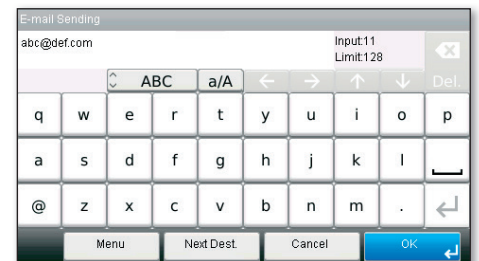 E-mail Sending
abc@def.com
Input:11
Limit:128
ABC a/A Del.
q w e r t y u i o p
a s d f g h j k l
@ z x c v b n m .
Menu Next Dest. Cancel OK